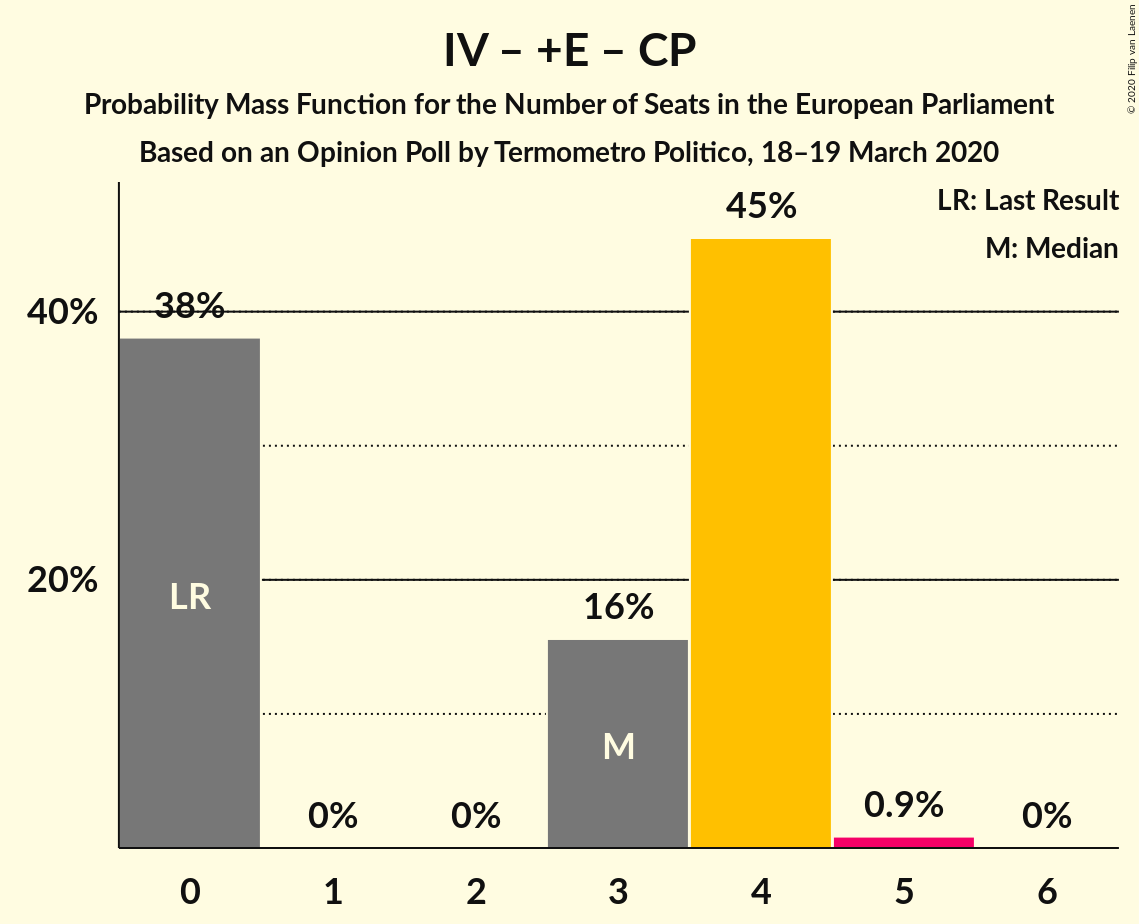 IV – +E – CP
Probability Mass Function for the Number of Seats in the European Parliament
Based on an Opinion Poll by Termometro Politico, 18–19 March 2020
© 2020 Filip van Laenen
LR: Last Result
M: Median
45%
38%
40%
20%
16%
LR
M
0%
0%
0.9%
0%
0
1
2
3
4
5
6